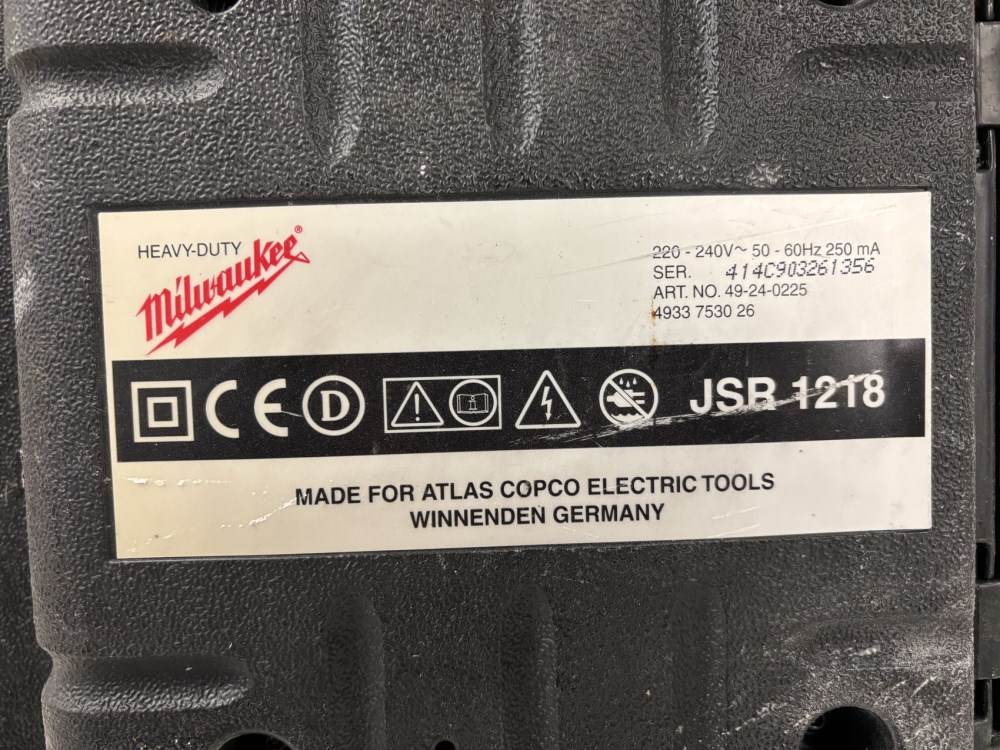 HEAVY-DUTY
Milwaukee®
220 - 240V~ 50 - 60Hz 250 mA
SER. 414C903261356
ART. NO. 49-24-0225
4933 7530 26
CE D JSR 1218
MADE FOR ATLAS COPCO ELECTRIC TOOLS
WINNENDEN GERMANY